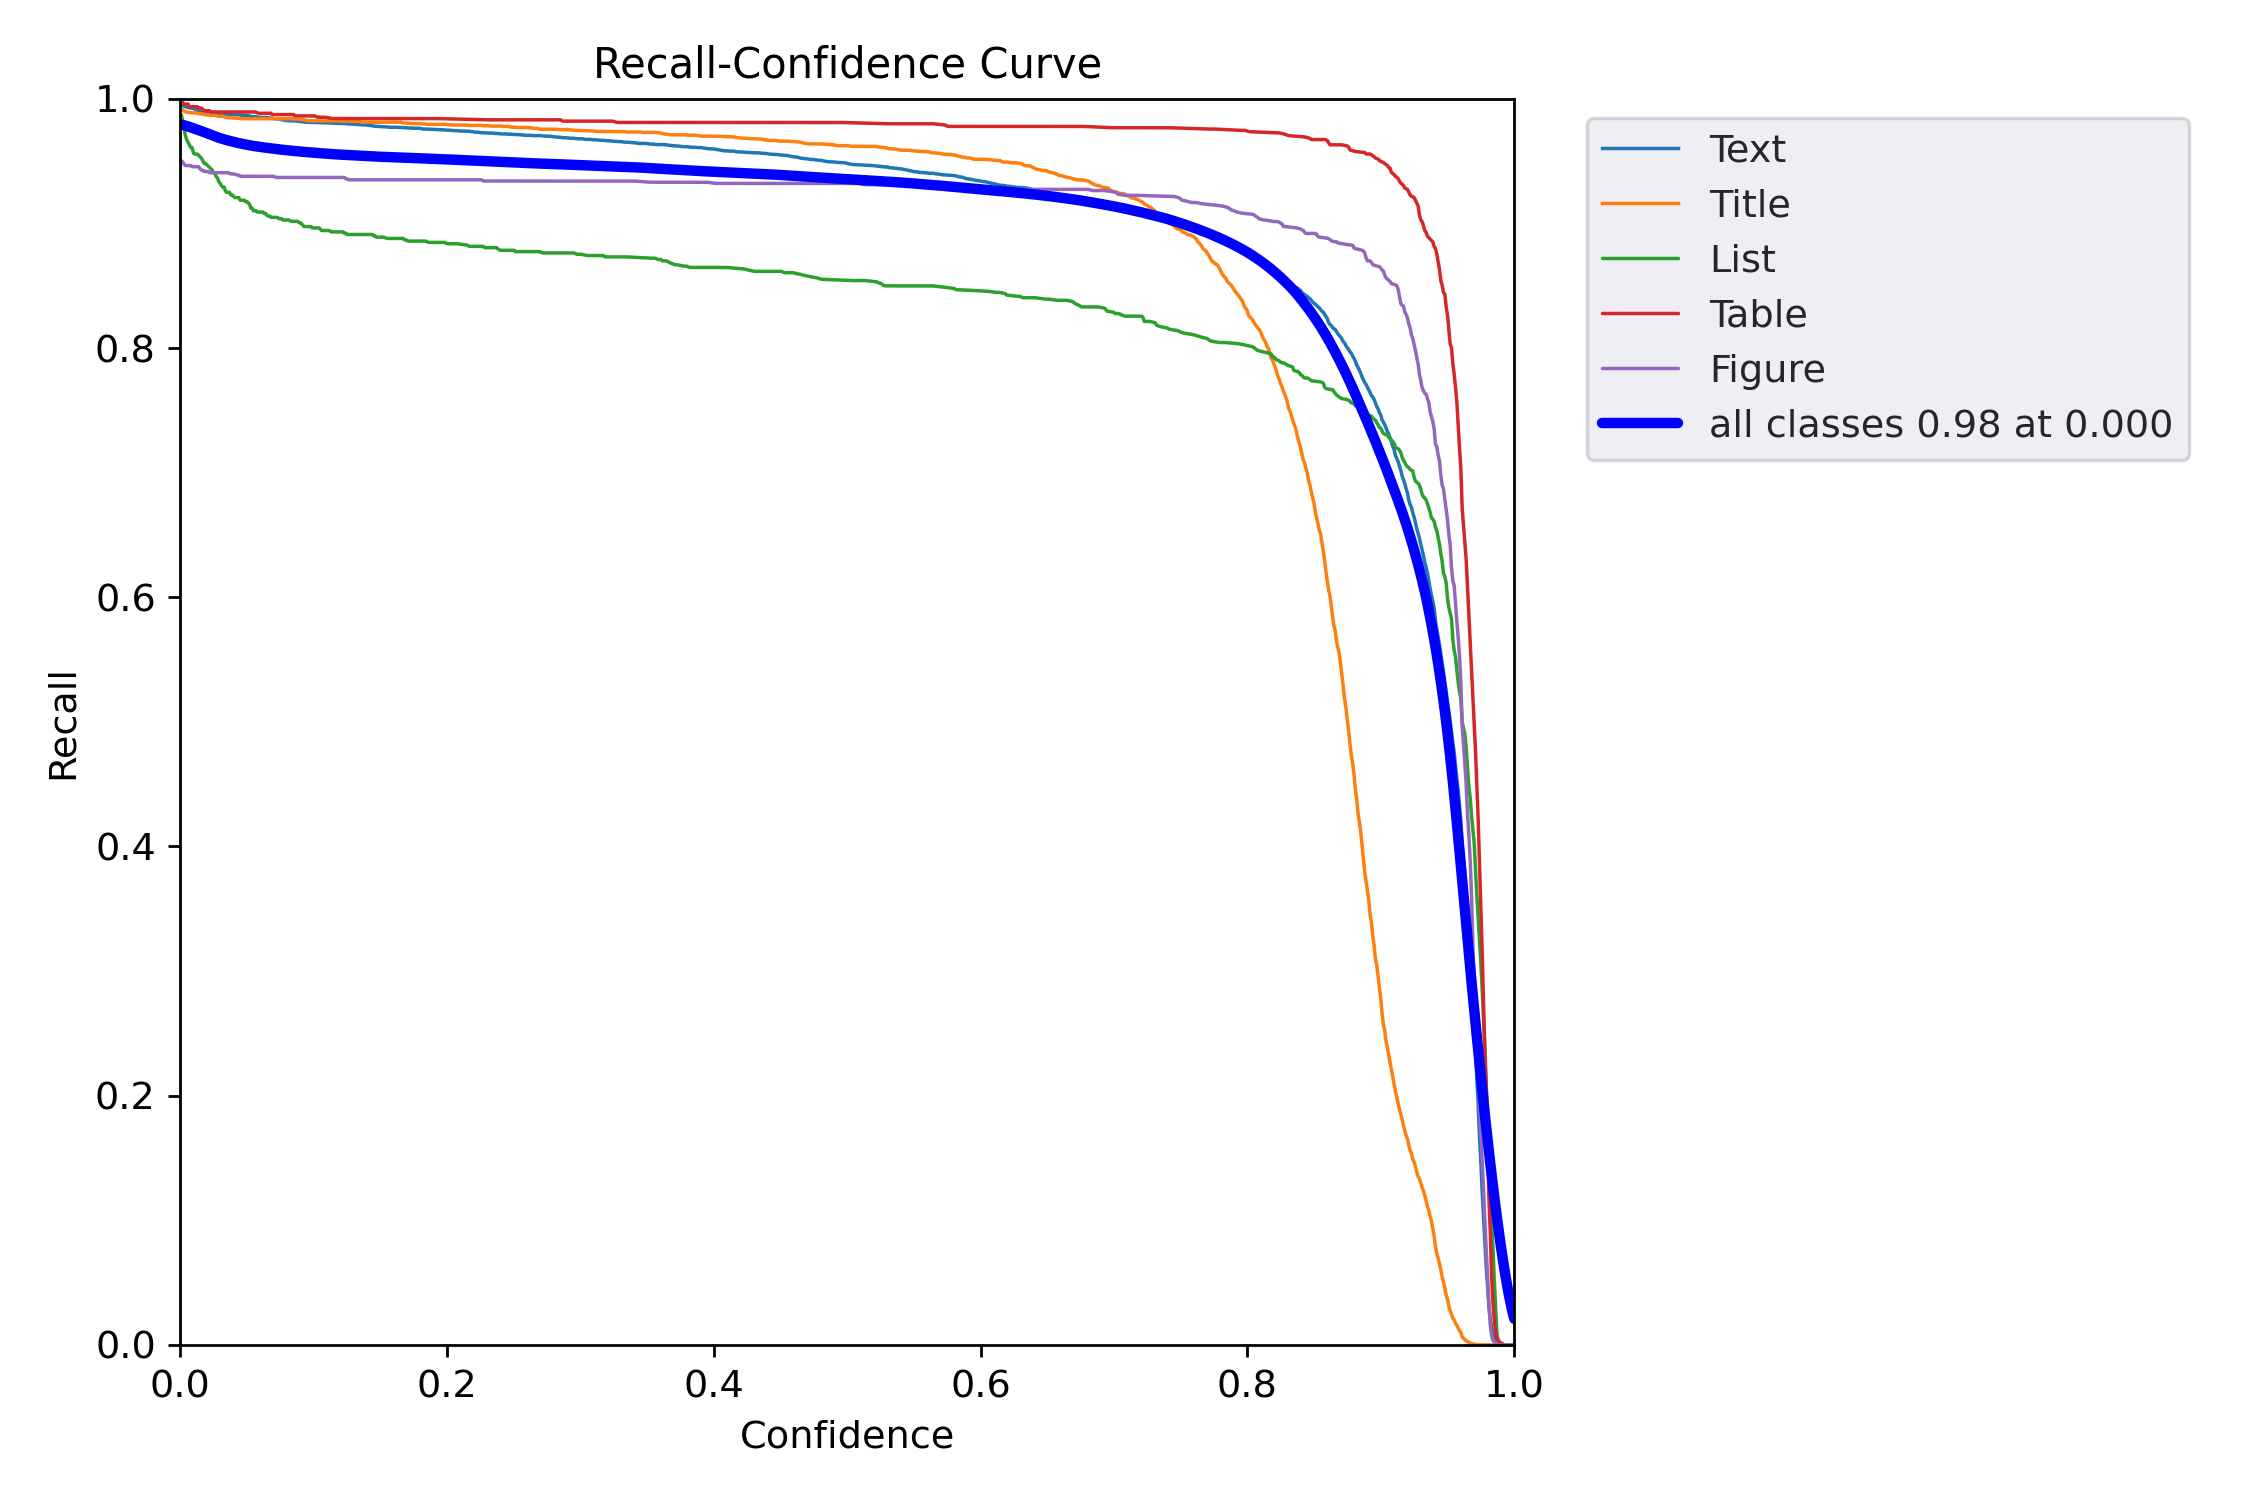 Recall-Confidence Curve
1.0
0.8
0.6
0.4
0.2
0.0
Recall
0.0 0.2 0.4 0.6 0.8 1.0
Confidence
Text
Title
List
Table
Figure
all classes 0.98 at 0.000